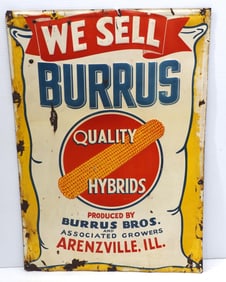 WE SELL
BURRUS
QUALITY
HYBRIDS
PRODUCED BY
BURRUS BROS.
AND
ASSOCIATED GROWERS
ARENZVILLE, ILL.